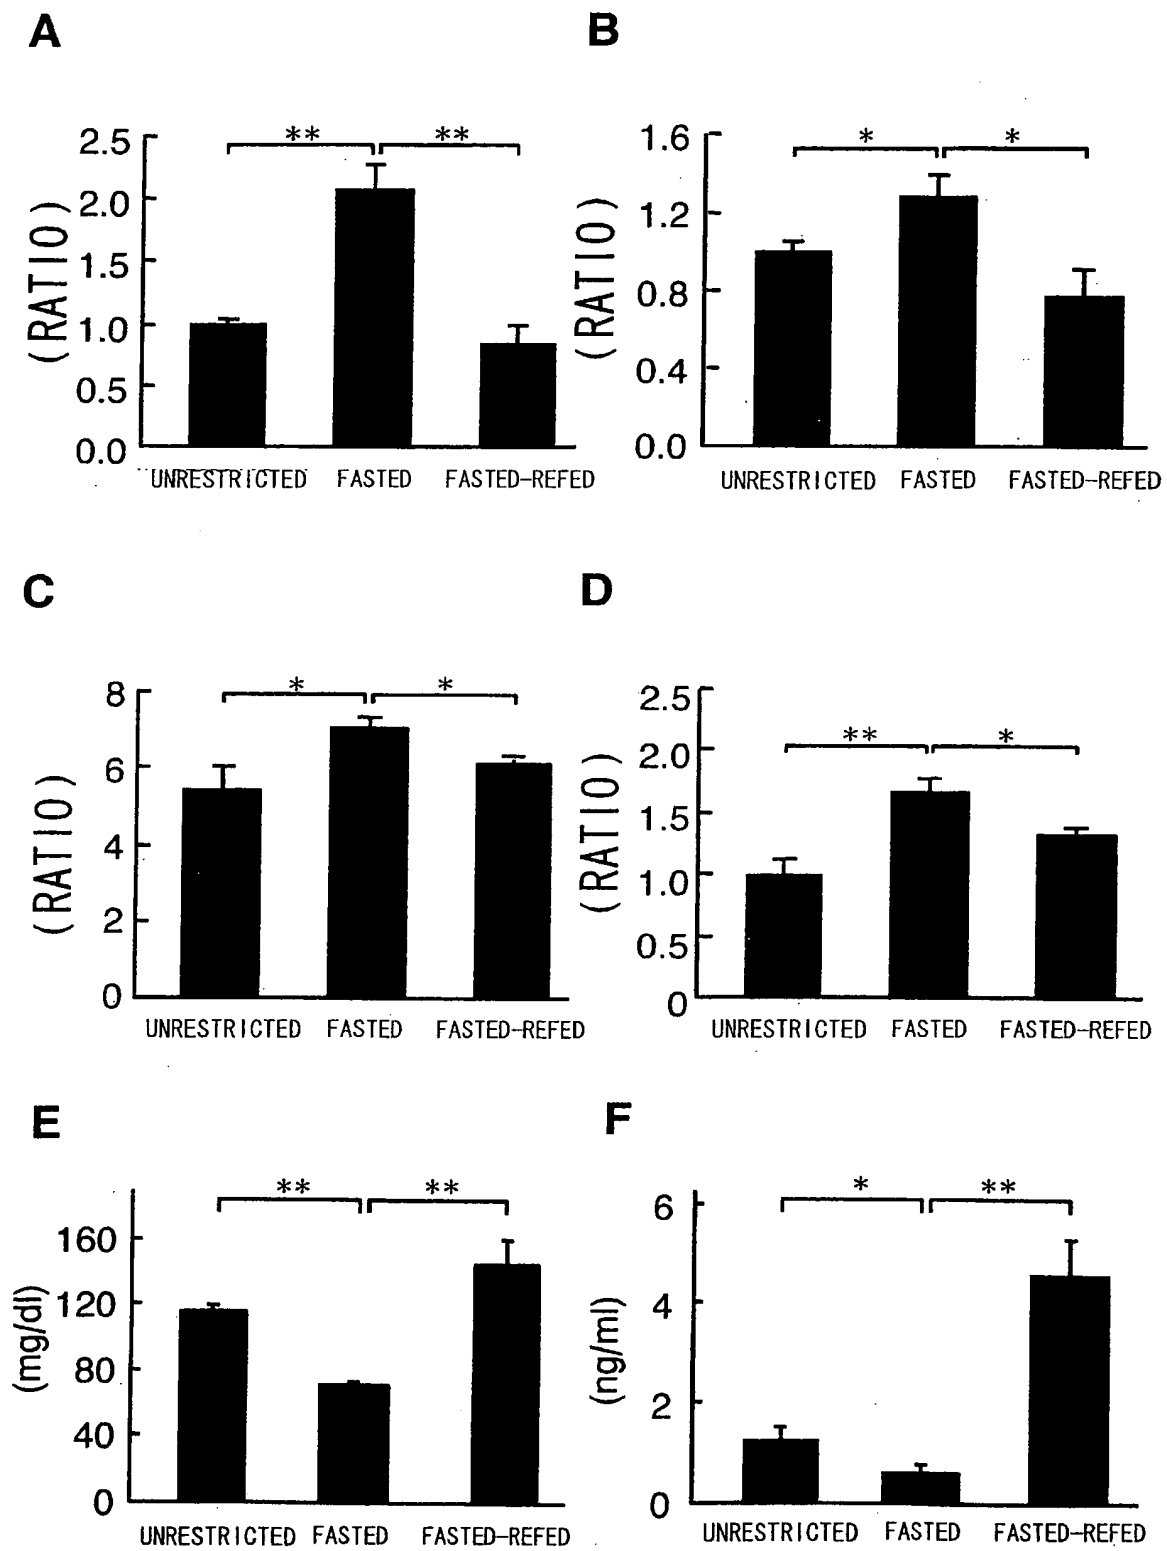 A
B
** **
2.5
2.0
1.5
1.0
0.5
0.0
(RATIO)
UNRESTRICTED FASTED FASTED-REFED
* *
1.6
1.2
0.8
0.4
0.0
(RATIO)
UNRESTRICTED FASTED FASTED-REFED
C
D
* *
8
6
4
2
0
(RATIO)
UNRESTRICTED FASTED FASTED-REFED
** *
2.5
2.0
1.5
1.0
0.5
0
(RATIO)
UNRESTRICTED FASTED FASTED-REFED
E
F
** **
160
120
80
40
0
(mg/dl)
UNRESTRICTED FASTED FASTED-REFED
* **
6
4
2
0
(ng/ml)
UNRESTRICTED FASTED FASTED-REFED